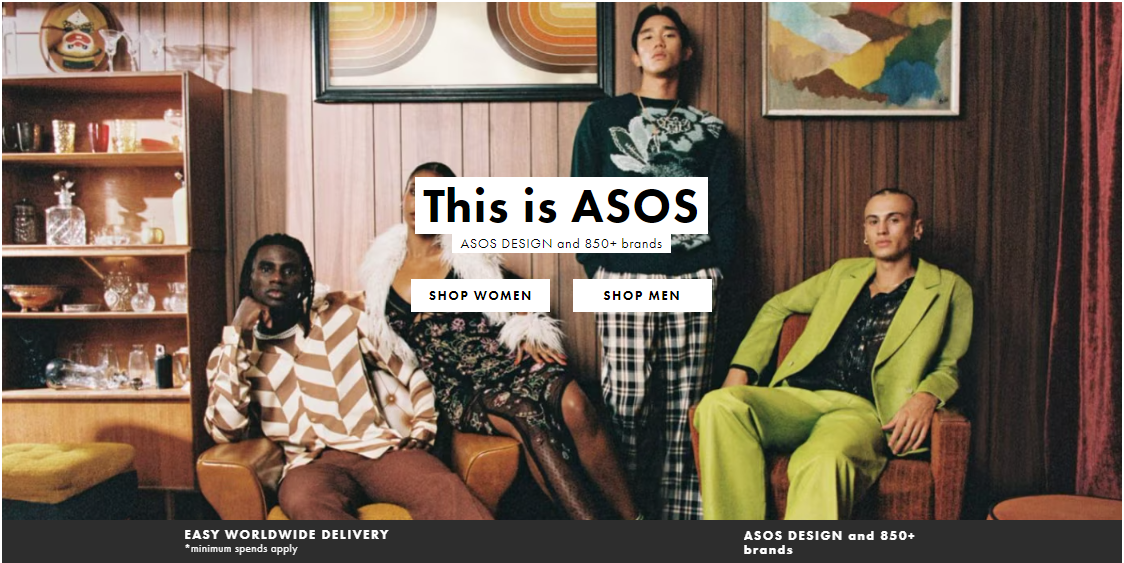 This is ASOS
ASOS DESIGN and 850+ brands
SHOP WOMEN
SHOP MEN
EASY WORLDWIDE DELIVERY
*minimum spends apply
ASOS DESIGN and 850+
brands